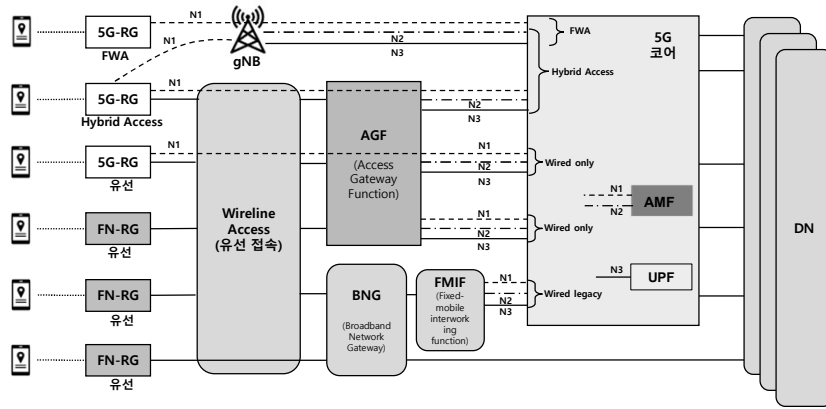 N1
5G-RG
FWA
N1
gNB
N2
N3
FWA
5G
코어
5G-RG
Hybrid Access
N1
N2
N3
Hybrid Access
AGF
(Access
Gateway
Function)
5G-RG
유선
N1
N1
N2
N3
Wired only
Wireline
Access
(유선 접속)
N1
N2
AMF
FN-RG
유선
N1
N2
N3
Wired only
DN
FN-RG
유선
BNG
(Broadband
Network
Gateway)
FMIF
(Fixed-
mobile
interwork
ing
function)
N1
N2
N3
Wired legacy
N3
UPF
FN-RG
유선